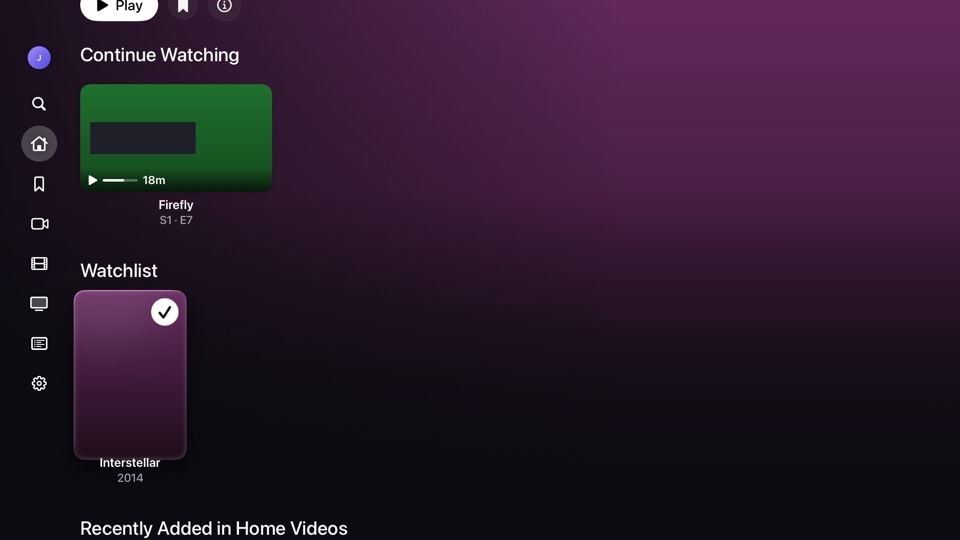 Play
Continue Watching
J
18m
Firefly
S1 · E7
Watchlist
Interstellar
2014
Recently Added in Home Videos